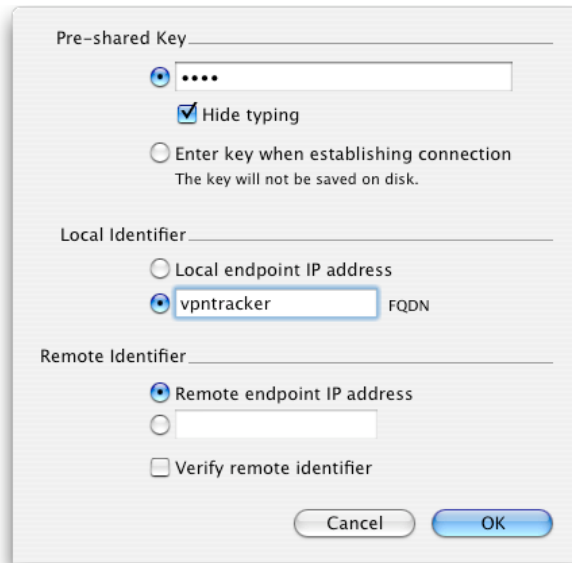 Pre-shared Key
••••
Hide typing
Enter key when establishing connection
The key will not be saved on disk.
Local Identifier
Local endpoint IP address
vpntracker FQDN
Remote Identifier
Remote endpoint IP address
Verify remote identifier
Cancel OK